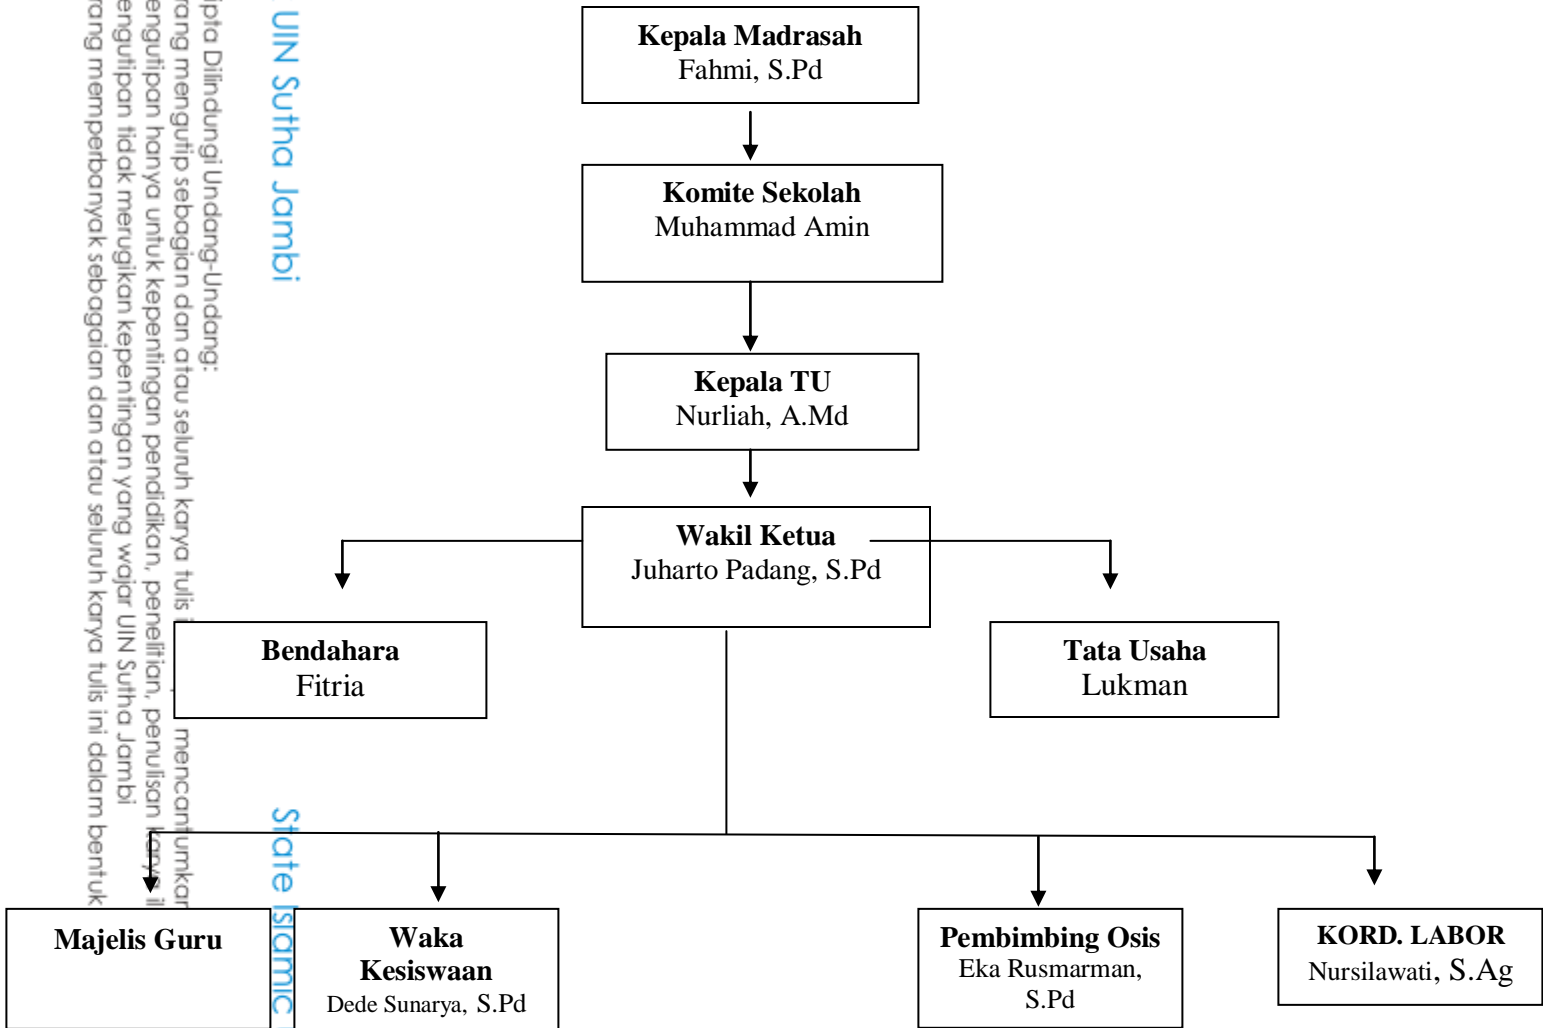 Kepala Madrasah
Fahmi, S.Pd
Komite Sekolah
Muhammad Amin
Kepala TU
Nurliah, A.Md
Wakil Ketua
Juharto Padang, S.Pd
Bendahara
Fitria
Tata Usaha
Lukman
Majelis Guru
Waka
Kesiswaan
Dede Sunarya, S.Pd
Pembimbing Osis
Eka Rusmarman,
S.Pd
KORD. LABOR
Nursilawati, S.Ag
UIN Sutha Jambi
State Islamic
ipta Dilindungi Undang-Undang:
rang mengutip sebagian dan atau seluruh karya tulis mencantumkan
engutipan hanya untuk kepentingan pendidikan, penelitian, penulisan karya il
engutipan tidak merugikan kepentingan yang wajar UIN Sutha Jambi
rang memperbanyak sebagaian dan atau seluruh karya tulis ini dalam bentuk